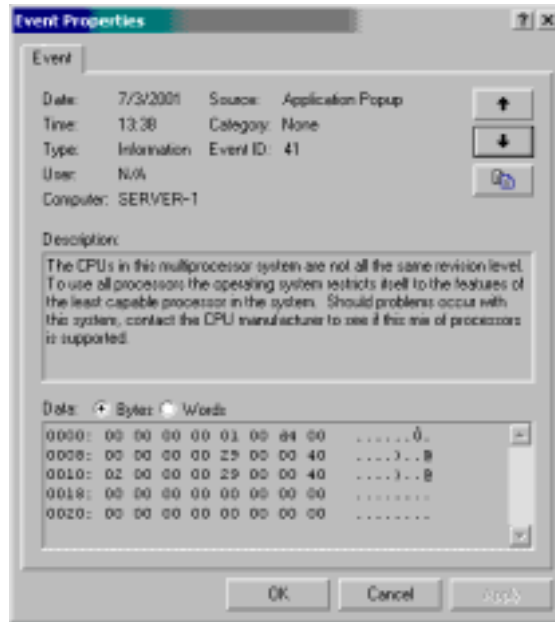 Event Properties
Event
Date: 7/3/2001 Source: Application Popup
Time: 13:38 Category: None
Type: Information Event ID: 41
User: N/A
Computer: SERVER-1
Description:
The CPUs in this multiprocessor system are not all the same revision level.
To use all processors the operating system restricts itself to the features of
the least capable processor in the system. Should problems occur with
this system, contact the CPU manufacturer to see if this mix of processors
is supported.
Data: Bytes Words
0000: 00 00 00 00 01 00 00
0008: 00 00 00 00 29 00 00 40
0010: 02 00 00 29 00 00 40
0018: 00 00 00 00 00 00 00 00
0020: 00 00 00 00 00 00 00 00
OK Cancel Apply